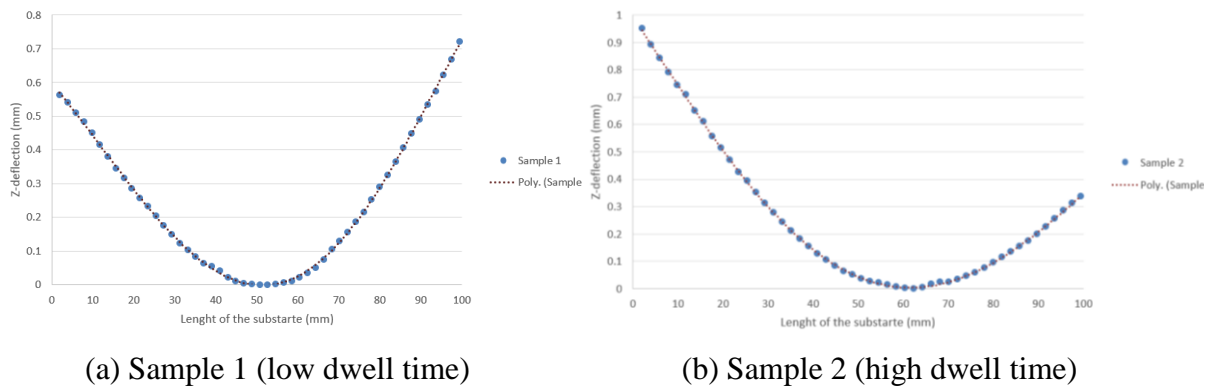 0.8
0.7
0.6
0.5
0.4
0.3
0.2
0.1
0
Z-deflection (mm)
0 10 20 30 40 50 60 70 80 90 100
Lenght of the substarte (mm)
Sample 1
Poly. (Sample
(a) Sample 1 (low dwell time)
1
0.9
0.8
0.7
0.6
0.5
0.4
0.3
0.2
0.1
0
Z-deflection (mm)
0 10 20 30 40 50 60 70 80 90 100
Lenght of the substarte (mm)
Sample 2
Poly. (Sample
(b) Sample 2 (high dwell time)